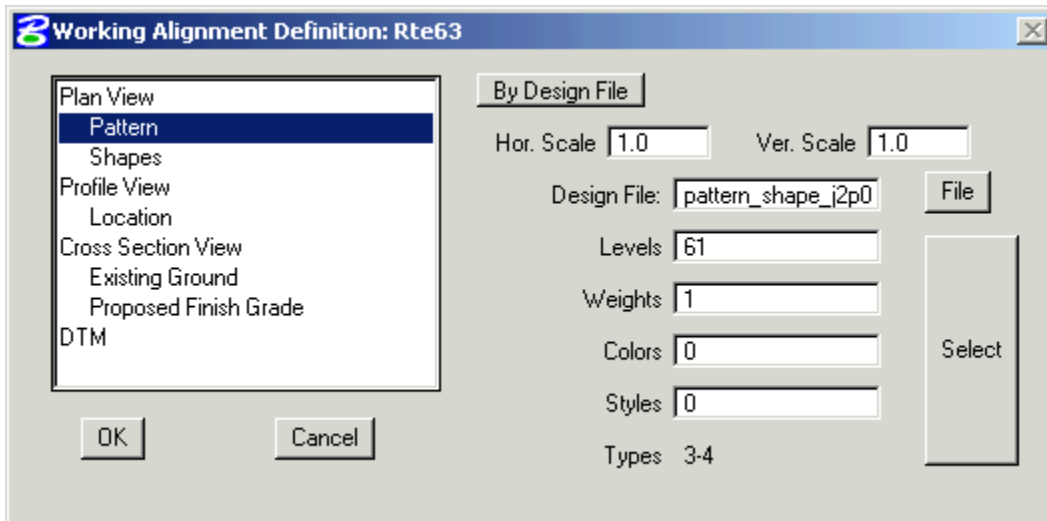 Working Alignment Definition: Rte63
Plan View
Pattern
Shapes
Profile View
Location
Cross Section View
Existing Ground
Proposed Finish Grade
DTM
OK
Cancel
By Design File
Hor. Scale 1.0 Ver. Scale 1.0
Design File: pattern_shape_j2p0 File
Levels 61
Weights 1
Colors 0
Styles 0
Types 3-4
Select